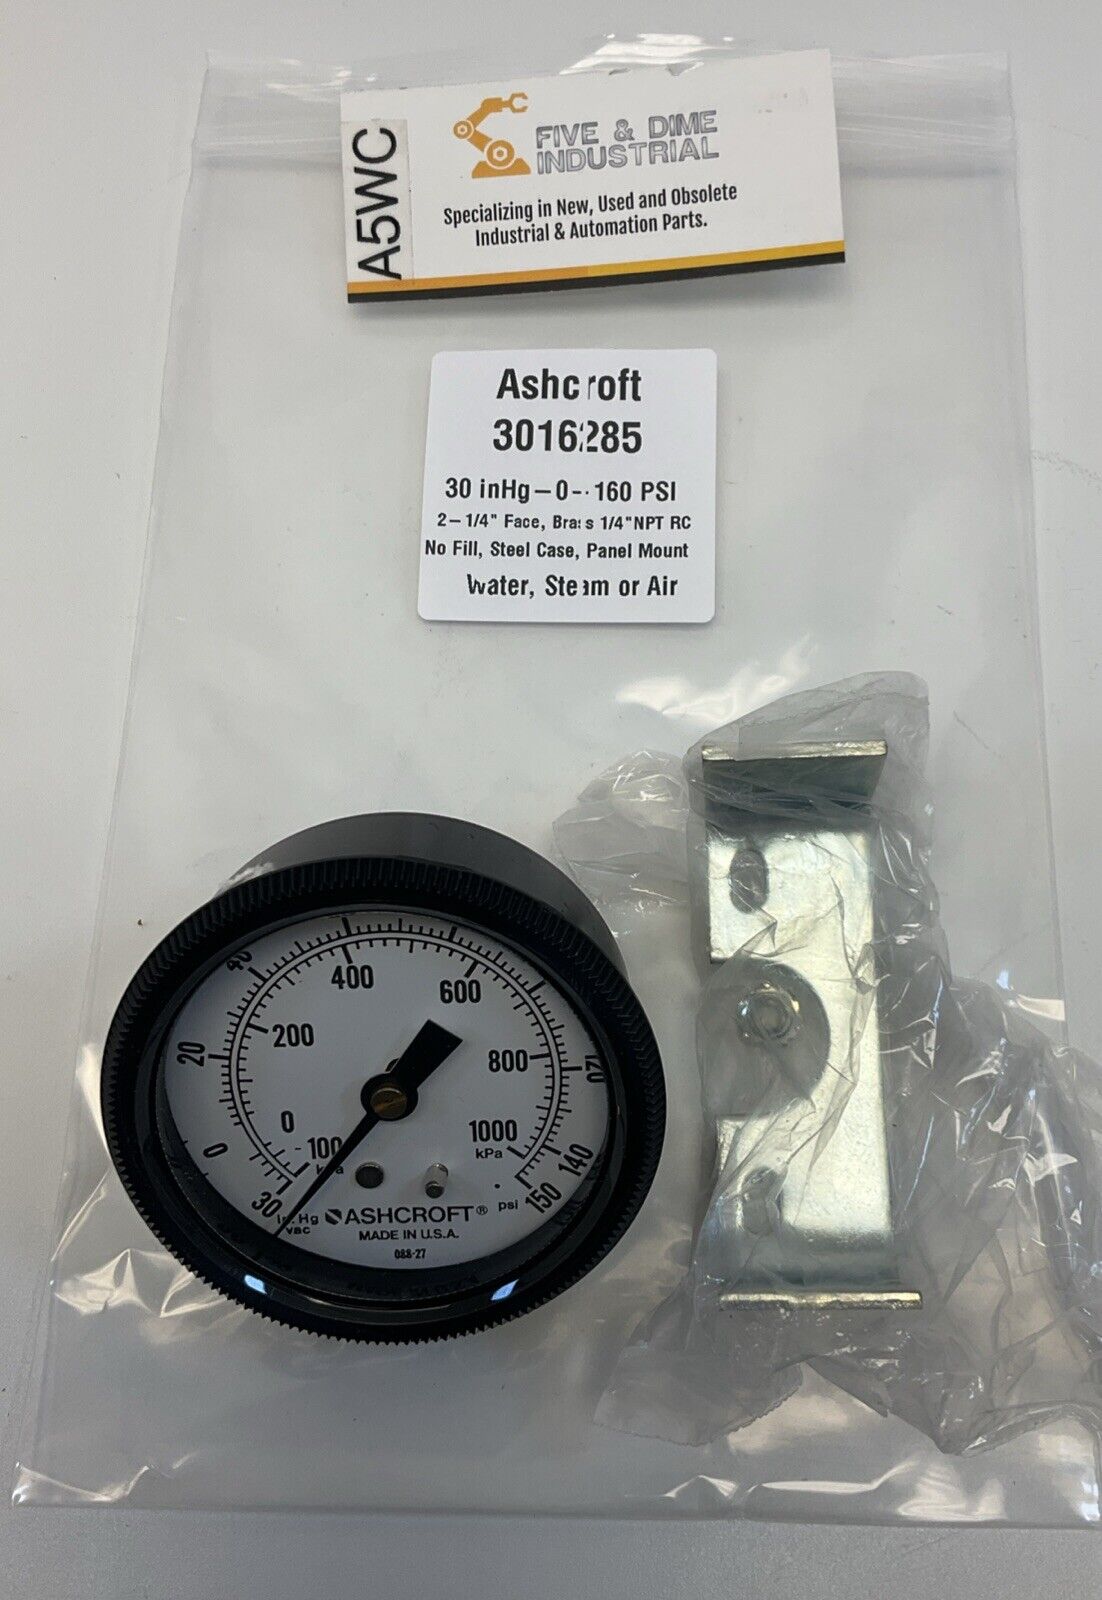 A5WC
FIVE & DIME
INDUSTRIAL
Specializing in New, Used and Obsolete
Industrial & Automation Parts.
Ashcroft
3016285
30 inHg-0-160 PSI
2-1/4" Face, Brass 1/4"NPT RC
No Fill, Steel Case, Panel Mount
Water, Steam or Air
40
400
600
20
200
800
120
0
0
100
1000
kPa
140
30
in.Hg
vac
ASHCROFT®
psi
150
MADE IN U.S.A.
088-27